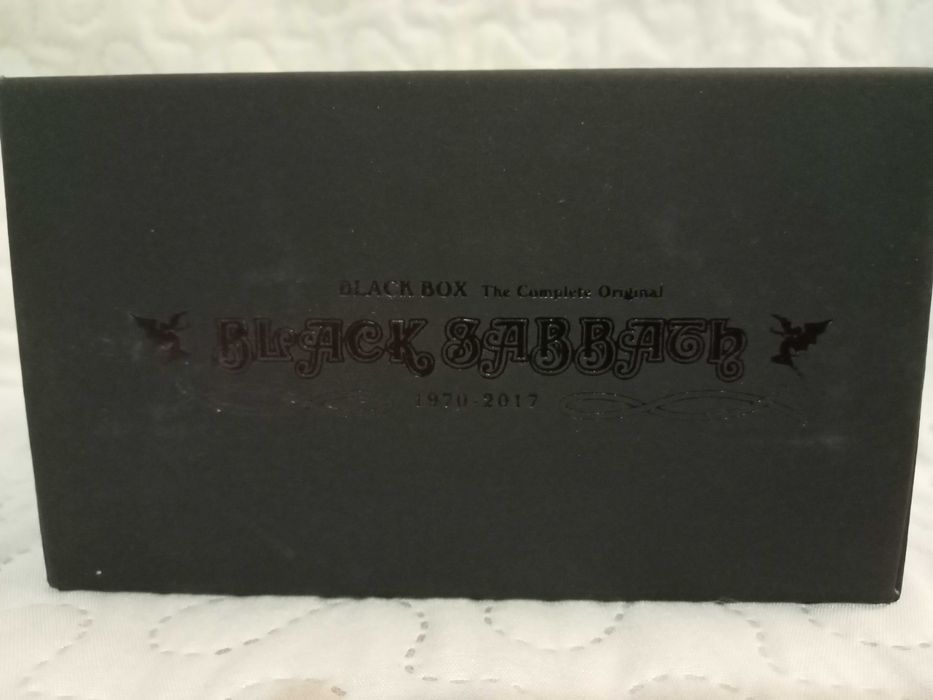 BLACK BOX The Complete Original
BLACK SABBATH
1970-2017